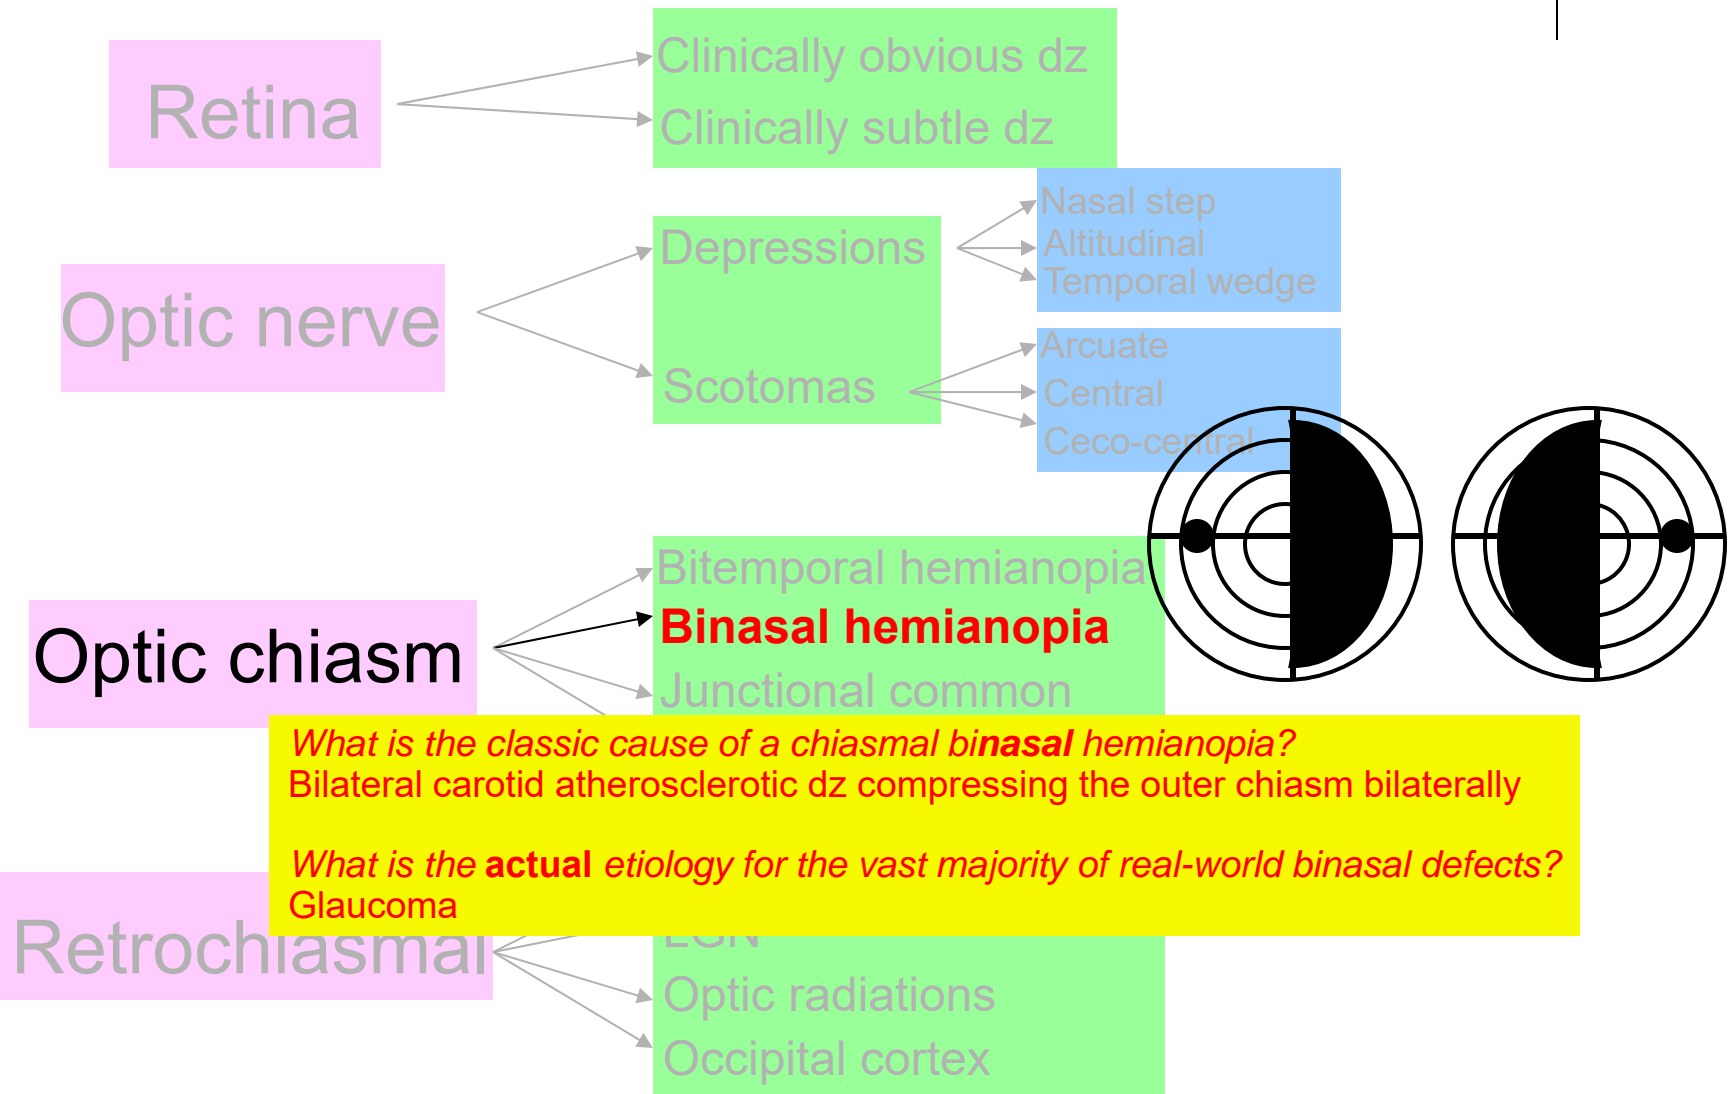 Retina
Clinically obvious dz
Clinically subtle dz
Optic nerve
Depressions
Nasal step
Altitudinal
Temporal wedge
Scotomas
Arcuate
Central
Ceco-central
Optic chiasm
Bitemporal hemianopia
Binasal hemianopia
Junctional common
What is the classic cause of a chiasmal binasal hemianopia?
Bilateral carotid atherosclerotic dz compressing the outer chiasm bilaterally
What is the actual etiology for the vast majority of real-world binasal defects?
Glaucoma
Retrochiasmal
LGN
Optic radiations
Occipital cortex